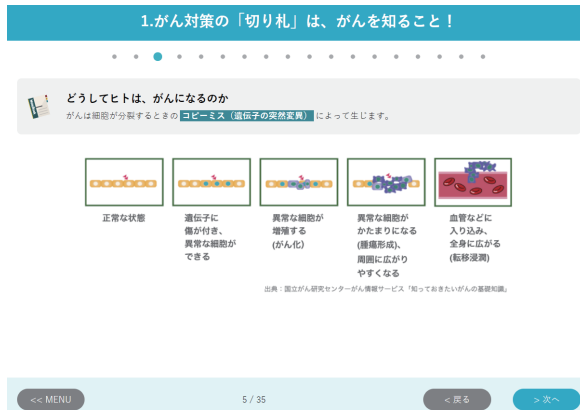 1.がん対策の「切り札」は、がんを知ること！
どうしてヒトは、がんになるのか
がんは細胞が分裂するときの コピーミス（遺伝子の突然変異） によって生じます。
正常な状態
遺伝子に
傷が付き、
異常な細胞が
できる
異常な細胞が
増殖する
(がん化)
異常な細胞が
かたまりになる
(腫瘍形成)、
周囲に広がり
やすくなる
血管などに
入り込み、
全身に広がる
(転移浸潤)
出典：国立がん研究センターがん情報サービス「知っておきたいがんの基礎知識」
<< MENU
5 / 35
< 戻る
> 次へ